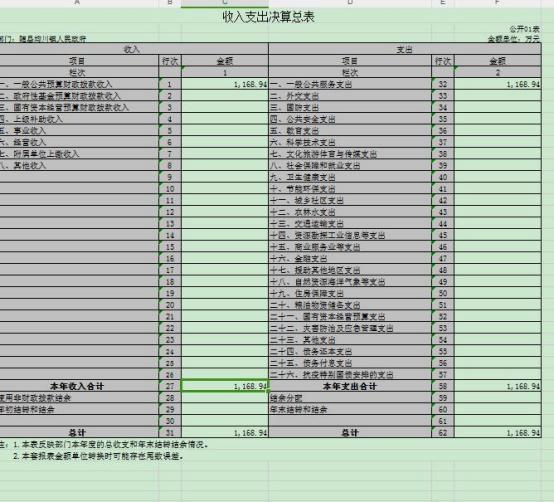 A B C D E F
收入支出决算总表
公开01表
部门：随县均川镇人民政府 金额单位：万元
收入 支出
项目 行次 金额 项目 行次 金额
栏次 1 栏次 2
一、一般公共预算财政拨款收入 1 1,168.94 一、一般公共服务支出 32 1,168.94
二、政府性基金预算财政拨款收入 2 二、外交支出 33
三、国有资本经营预算财政拨款收入 3 三、国防支出 34
四、上级补助收入 4 四、公共安全支出 35
五、事业收入 5 五、教育支出 36
六、经营收入 6 六、科学技术支出 37
七、附属单位上缴收入 7 七、文化旅游体育与传媒支出 38
八、其他收入 8 八、社会保障和就业支出 39
9 九、卫生健康支出 40
10 十、节能环保支出 41
11 十一、城乡社区支出 42
12 十二、农林水支出 43
13 十三、交通运输支出 44
14 十四、资源勘探工业信息等支出 45
15 十五、商业服务业等支出 46
16 十六、金融支出 47
17 十七、援助其他地区支出 48
18 十八、自然资源海洋气象等支出 49
19 十九、住房保障支出 50
20 二十、粮油物资储备支出 51
21 二十一、国有资本经营预算支出 52
22 二十二、灾害防治及应急管理支出 53
23 二十三、其他支出 54
24 二十四、债务还本支出 55
25 二十五、债务付息支出 56
26 二十六、抗疫特别国债安排的支出 57
本年收入合计 27 1,168.94 本年支出合计 58 1,168.94
使用非财政拨款结余 28 结余分配 59
年初结转和结余 29 年末结转和结余 60
30 61
总计 31 1,168.94 总计 62 1,168.94
注：1.本表反映部门本年度的总收支和年末结转结余情况。
2.本套报表金额单位转换时可能存在尾数误差。